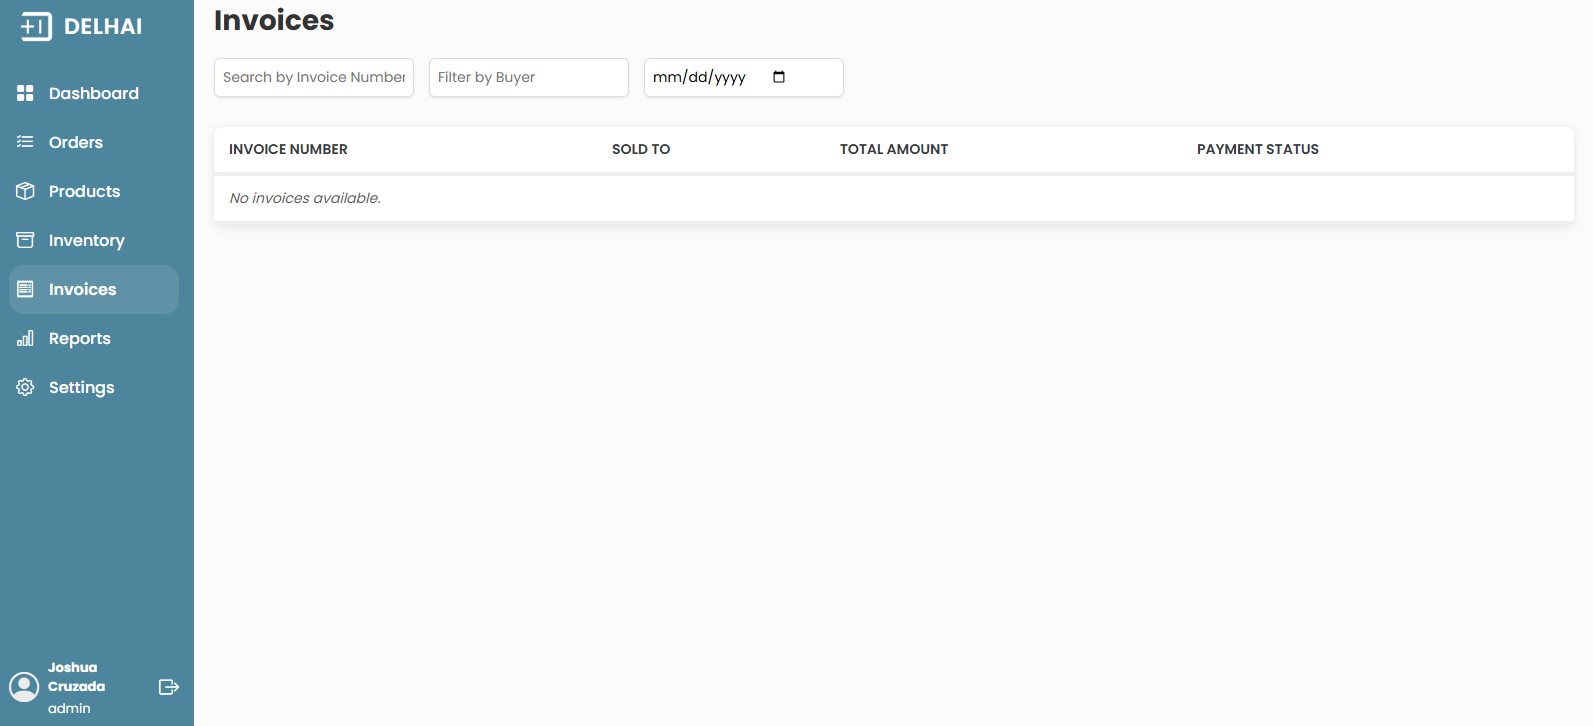 DELHAI
Dashboard
Orders
Products
Inventory
Invoices
Reports
Settings
Joshua
Cruzada
admin
Invoices
Search by Invoice Number
Filter by Buyer
mm/dd/yyyy
INVOICE NUMBER SOLD TO TOTAL AMOUNT PAYMENT STATUS
No invoices available.